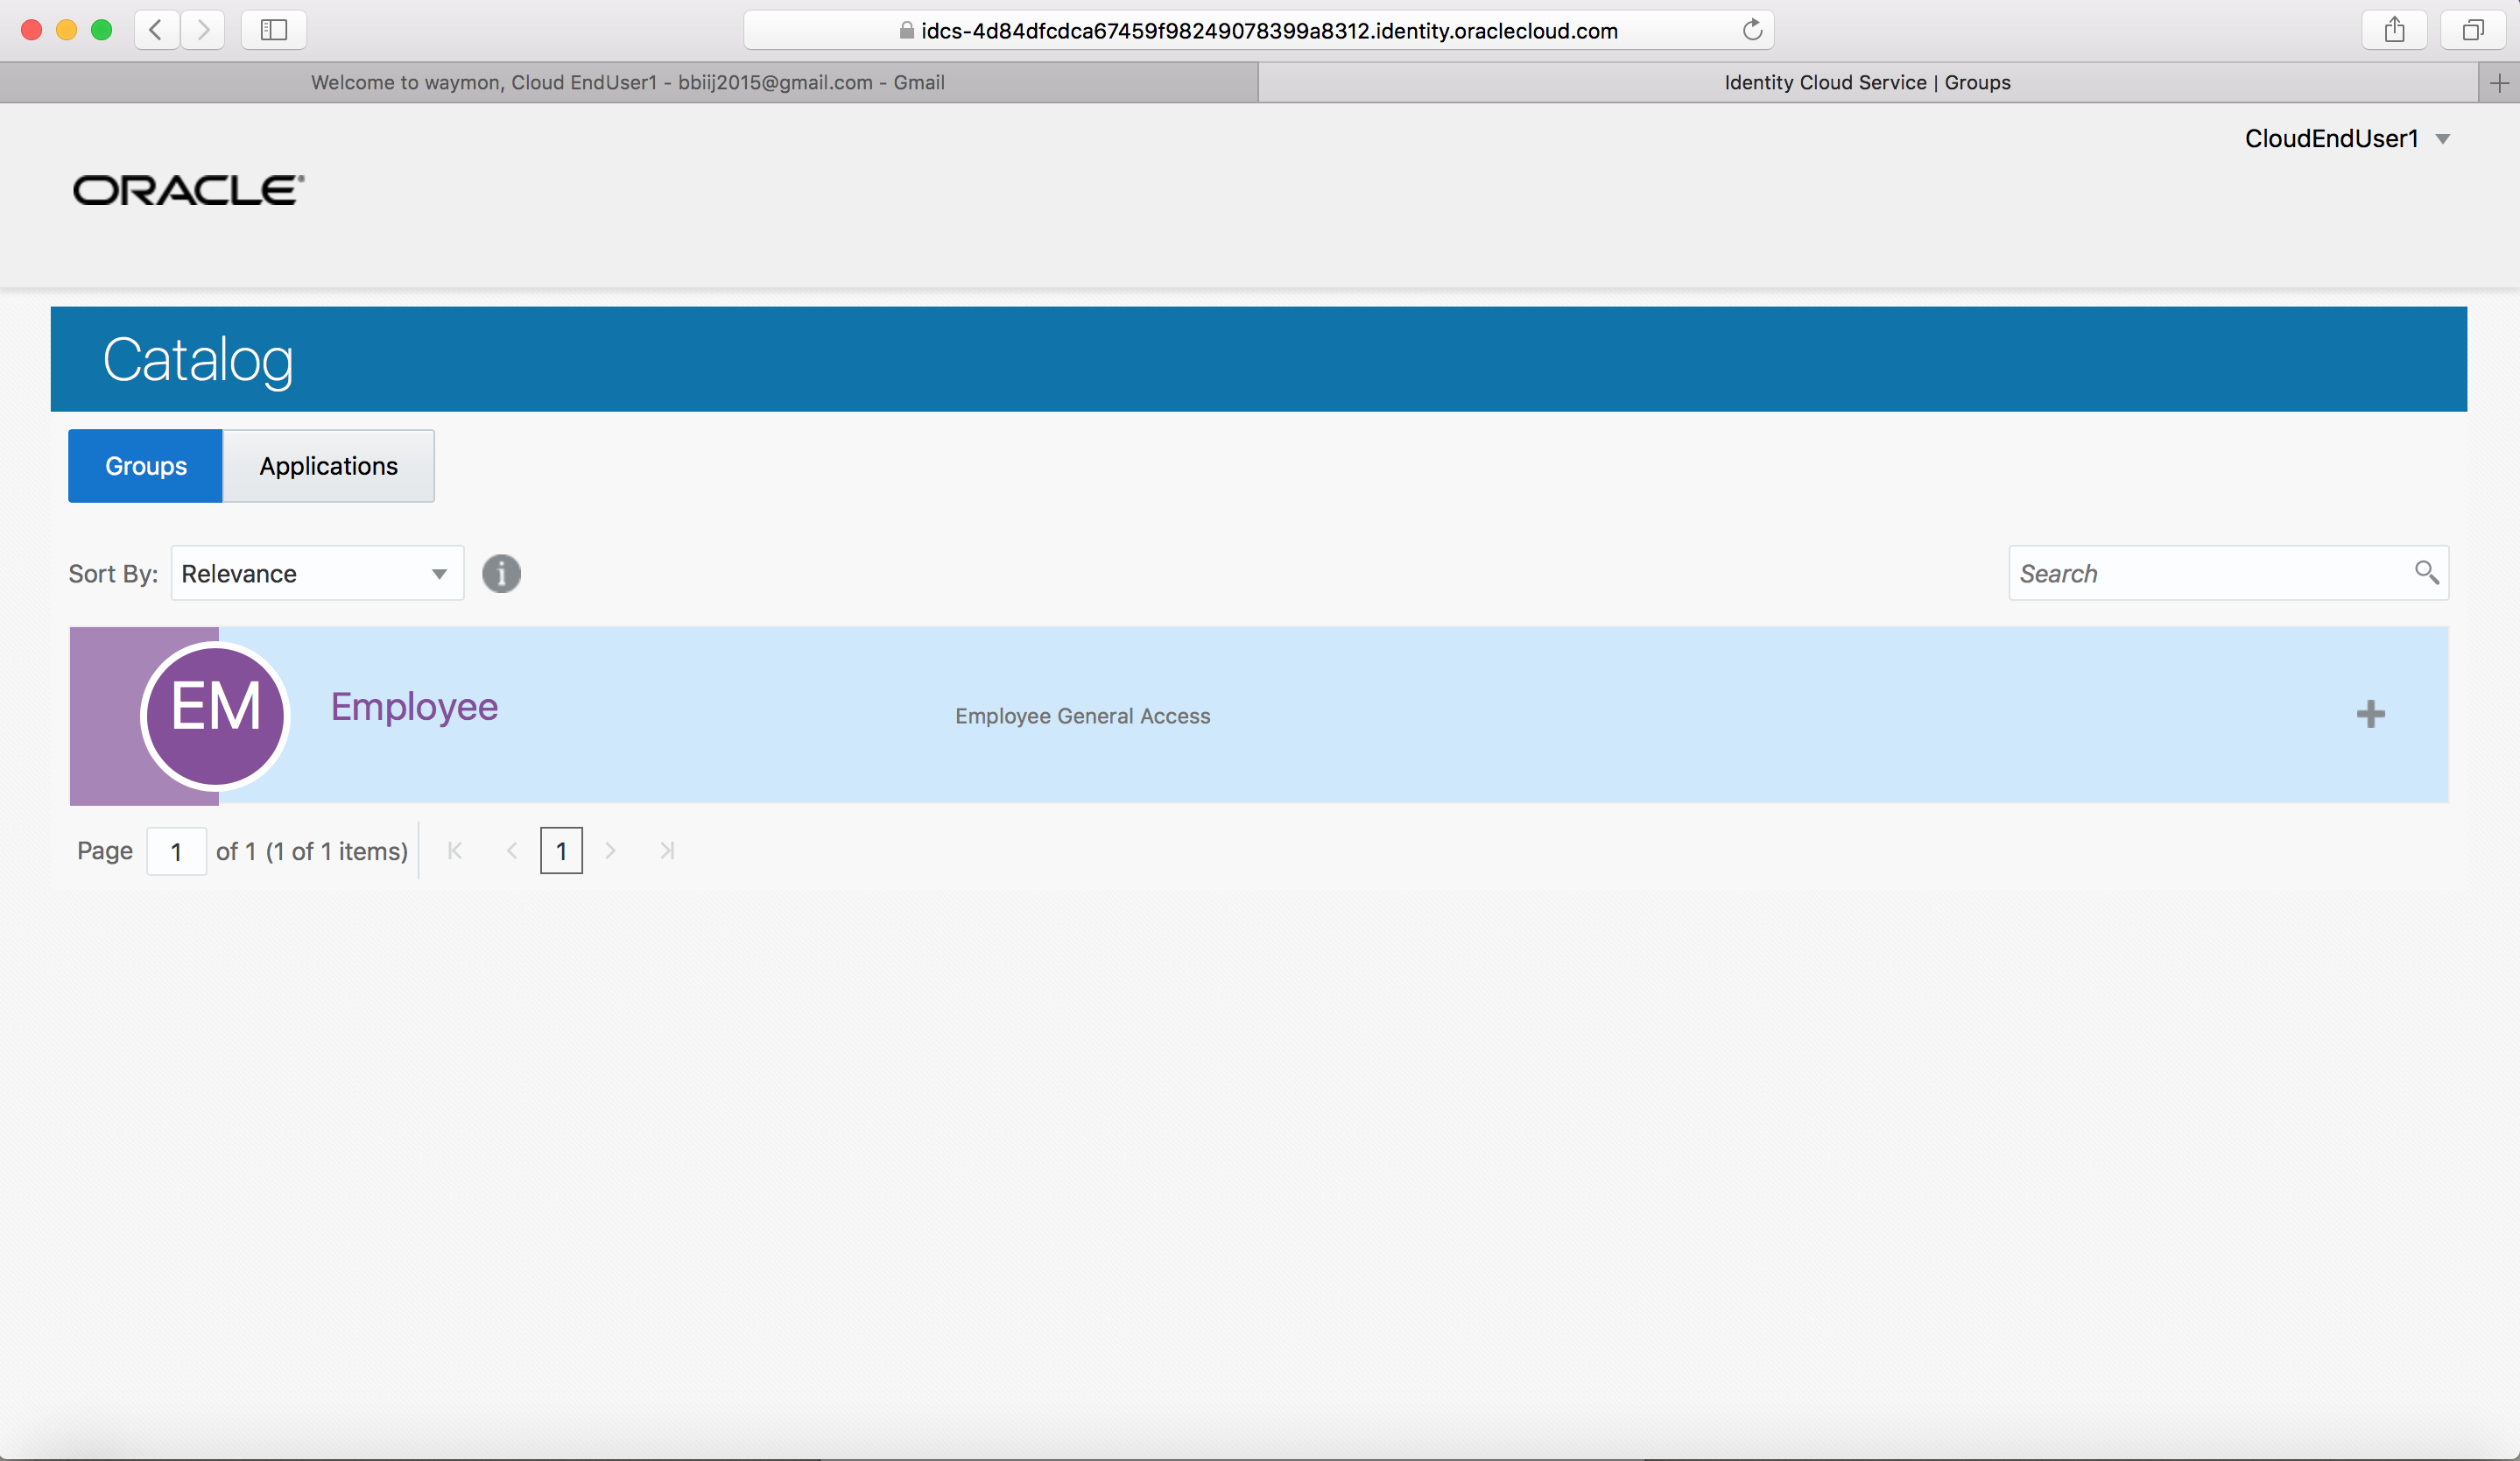 idcs-4d84dfcdca67459f98249078399a8312.identity.oraclecloud.com
Welcome to waymon, Cloud EndUser1 - bbiij2015@gmail.com - Gmail
Identity Cloud Service | Groups
CloudEndUser1
ORACLE
Catalog
Groups
Applications
Sort By: Relevance
Search
EM
Employee
Employee General Access
Page 1 of 1 (1 of 1 items) 1